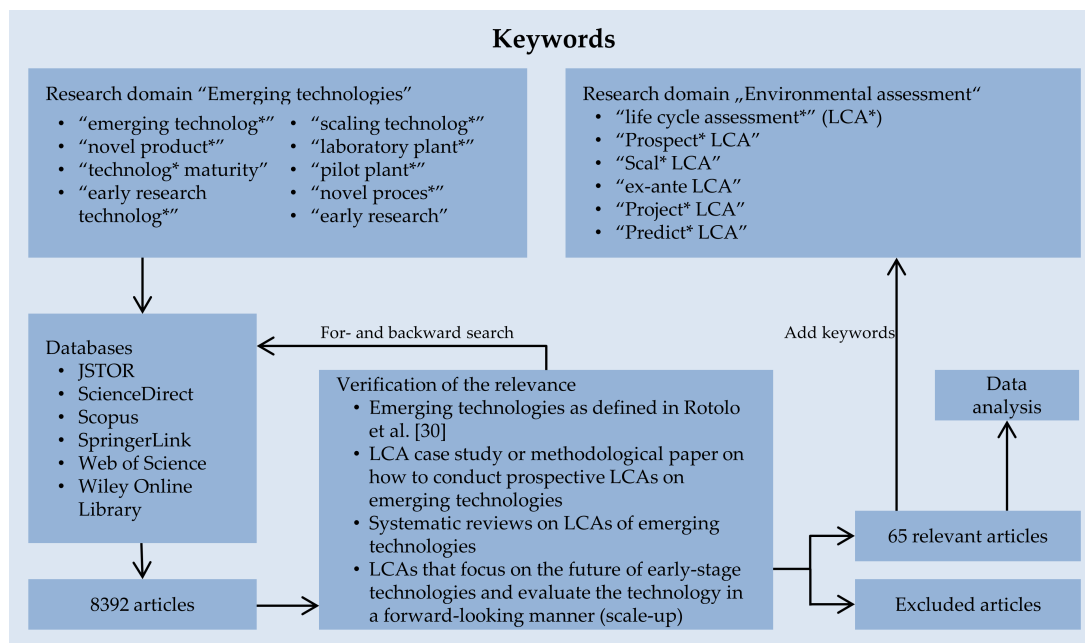 Keywords
Research domain “Emerging technologies”
• “emerging technolog*”
• “novel product*”
• “technolog* maturity”
• “early research
technolog*”
• “scaling technolog*”
• “laboratory plant*”
• “pilot plant*”
• “novel proces*”
• “early research”
Research domain „Environmental assessment“
• “life cycle assessment*” (LCA*)
• “Prospect* LCA”
• “Scal* LCA”
• “ex-ante LCA”
• “Project* LCA”
• “Predict* LCA”
For- and backward search
Add keywords
Databases
• JSTOR
• ScienceDirect
• Scopus
• SpringerLink
• Web of Science
• Wiley Online
Library
8392 articles
Verification of the relevance
• Emerging technologies as defined in Rotolo
et al. [30]
• LCA case study or methodological paper on
how to conduct prospective LCAs on
emerging technologies
• Systematic reviews on LCAs of emerging
technologies
• LCAs that focus on the future of early-stage
technologies and evaluate the technology in
a forward-looking manner (scale-up)
Data
analysis
65 relevant articles
Excluded articles